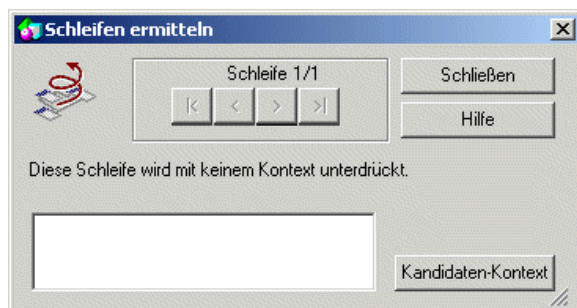 Schleifen ermitteln
Schleife 1/1
Schließen
Hilfe
Diese Schleife wird mit keinem Kontext unterdrückt.
Kandidaten-Kontext